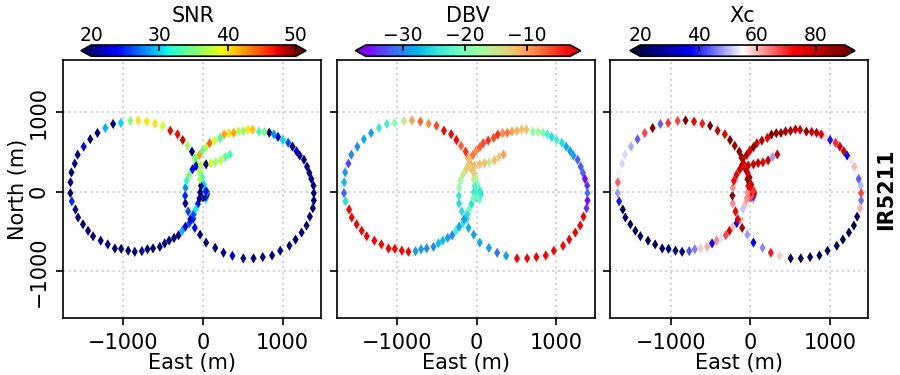 SNR DBV Xc
20 30 40 50 −30 −20 −10 20 40 60 80
North (m)
1000
0
−1000
−1000 0 1000 −1000 0 1000 −1000 0 1000
East (m) East (m) East (m)
IR5211